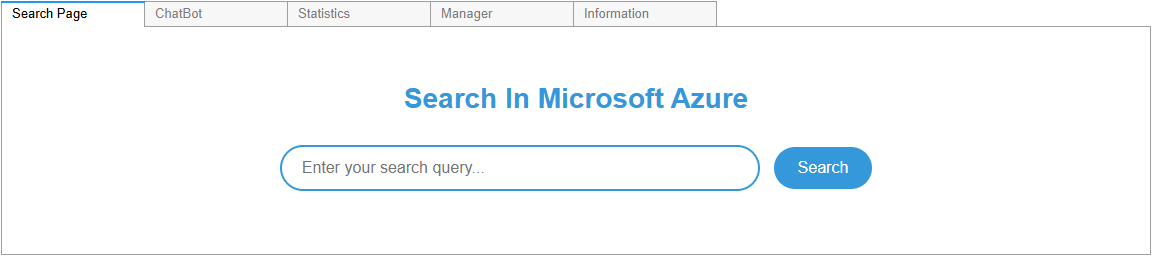 Search Page ChatBot Statistics Manager Information
Search In Microsoft Azure
Enter your search query... Search